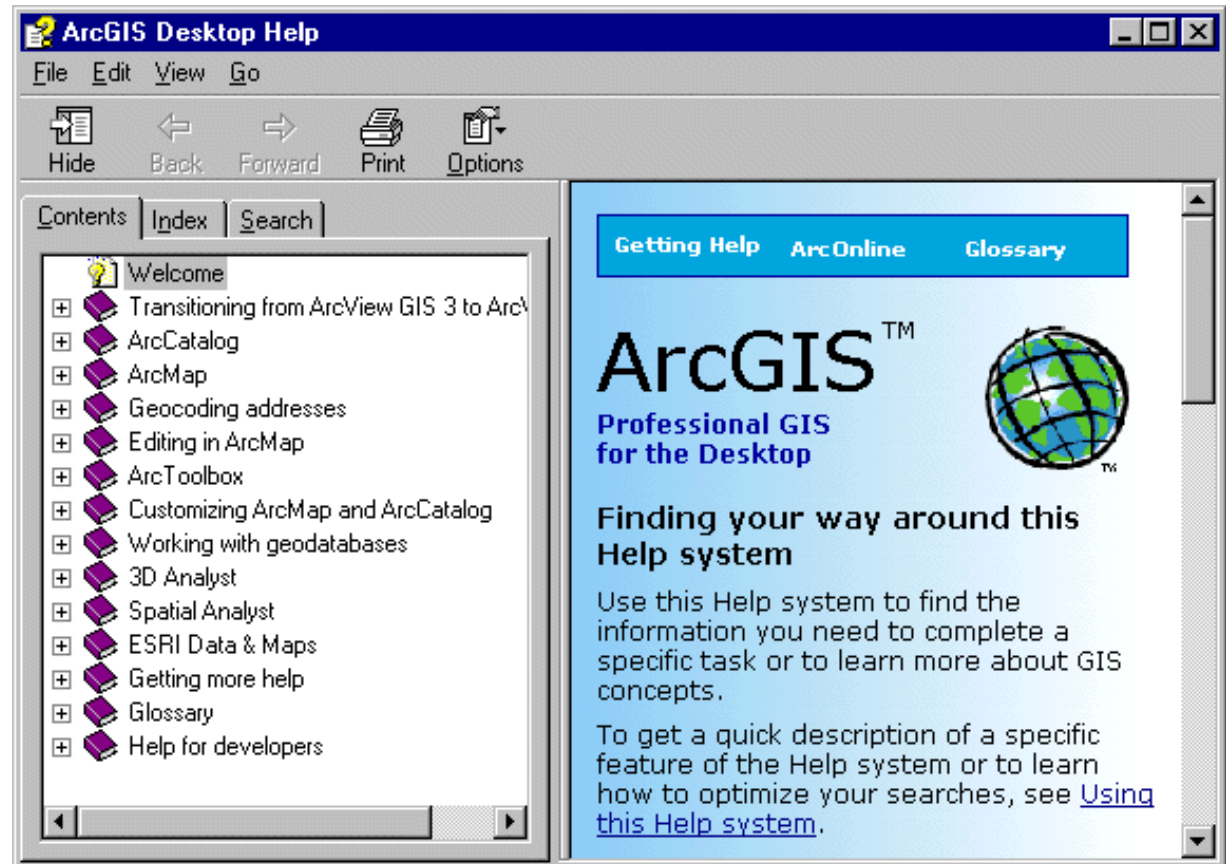 ArcGIS Desktop Help
File Edit View Go
Hide Back Forward Print Options
Contents Index Search
Welcome
Transitioning from ArcView GIS 3 to Arc
ArcCatalog
ArcMap
Geocoding addresses
Editing in ArcMap
ArcToolbox
Customizing ArcMap and ArcCatalog
Working with geodatabases
3D Analyst
Spatial Analyst
ESRI Data & Maps
Getting more help
Glossary
Help for developers
Getting Help ArcOnline Glossary
ArcGIS™
Professional GIS
for the Desktop
TM
Finding your way around this
Help system
Use this Help system to find the
information you need to complete a
specific task or to learn more about GIS
concepts.
To get a quick description of a specific
feature of the Help system or to learn
how to optimize your searches, see Using
this Help system.